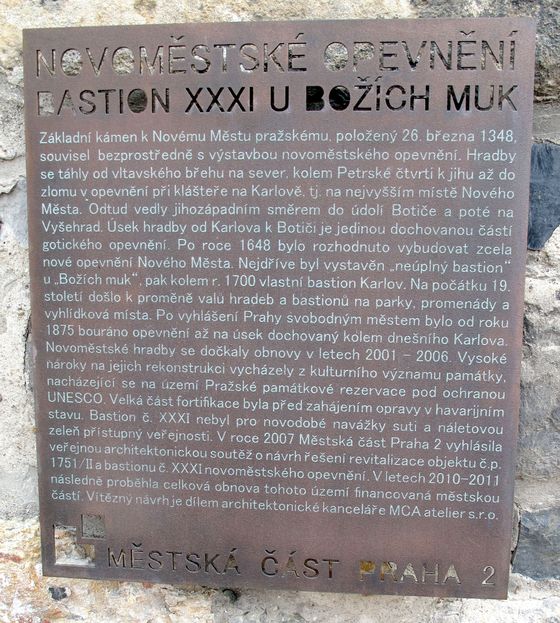 NOVOMĚSTSKÉ OPEVNĚNÍ
BASTION XXXI U BOŽÍCH MUK
Základní kámen k Novému Městu pražskému, položený 26. března 1348,
souvisel bezprostředně s výstavbou novoměstského opevnění. Hradby
se táhly od vltavského břehu na sever, kolem Petrské čtvrti k jihu až do
zlomu v opevnění při klášteře na Karlově, tj. na nejvyšším místě Nového
Města. Odtud vedly jihozápadním směrem do údolí Botiče a poté na
Vyšehrad. Úsek hradby od Karlova k Botiči je jedinou dochovanou částí
gotického opevnění. Po roce 1648 bylo rozhodnuto vybudovat zcela
nové opevnění Nového Města. Nejdříve byl vystavěn „neúplný bastion“
u „Božích muk“, pak kolem r. 1700 vlastní bastion Karlov. Na počátku 19.
století došlo k proměně valů hradeb a bastionů na parky, promenády a
vyhlídková místa. Po vyhlášení Prahy svobodným městem bylo od roku
1875 bouráno opevnění až na úsek dochovaný kolem dnešního Karlova.
Novoměstské hradby se dočkaly obnovy v letech 2001 - 2006. Vysoké
nároky na jejich rekonstrukci vycházely z kulturního významu památky,
nacházející se na území Pražské památkové rezervace pod ochranou
UNESCO. Velká část fortifikace byla před zahájením opravy v havarijním
stavu. Bastion č. XXXI nebyl pro novodobé navážky suti a náletovou
zeleň přístupný veřejnosti. V roce 2007 Městská část Praha 2 vyhlásila
veřejnou architektonickou soutěž o návrh řešení revitalizace objektu č.p.
1751/II a bastionu č. XXXI novoměstského opevnění. V letech 2010-2011
následně proběhla celková obnova tohoto území financovaná městskou
částí. Vítězný návrh je dílem architektonické kanceláře MCA atelier s.r.o.
MĚSTSKÁ ČÁST PRAHA 2